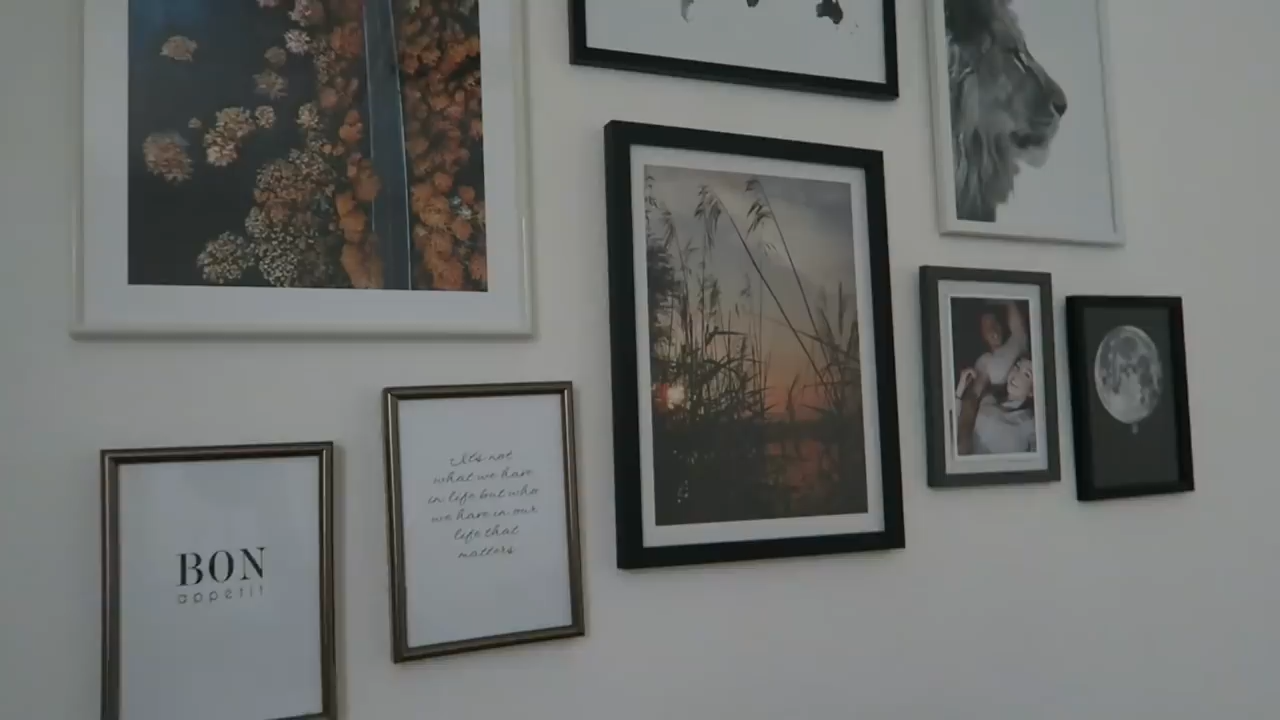 BON
appetit
It's not
what we have
in life but who
we have in our
life that
matters